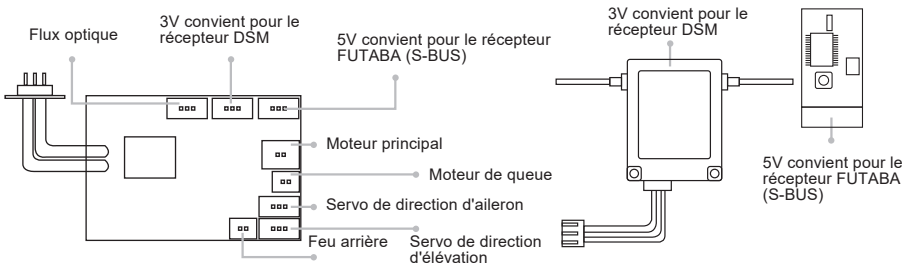 Flux optique
3V convient pour le
récepteur DSM
5V convient pour le récepteur
FUTABA (S-BUS)
Moteur principal
Moteur de queue
Servo de direction d'aileron
Feu arrière
Servo de direction
d'élévation
3V convient pour le
récepteur DSM
5V convient pour le
récepteur FUTABA
(S-BUS)